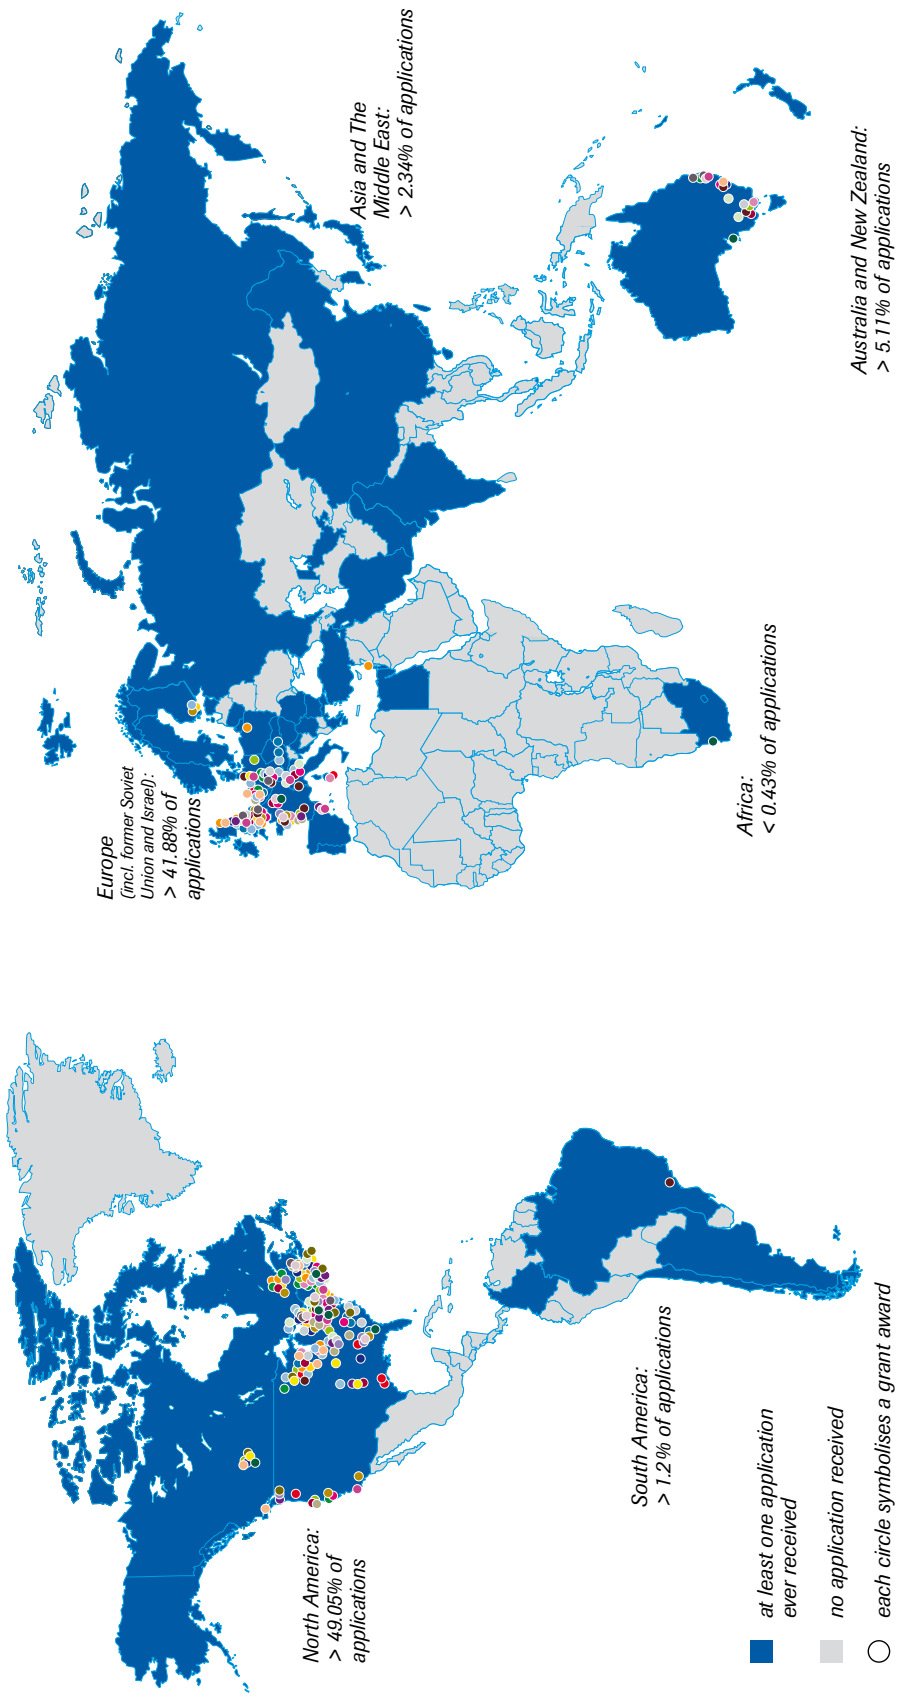 North America:
> 49.05% of
applications
South America:
> 1.2% of applications
Europe
(incl. former Soviet
Union and Israel):
> 41.88% of
applications
Africa:
< 0.43% of applications
Asia and The
Middle East:
> 2.34% of applications
Australia and New Zealand:
> 5.11% of applications
at least one application
ever received
no application received
each circle symbolises a grant award